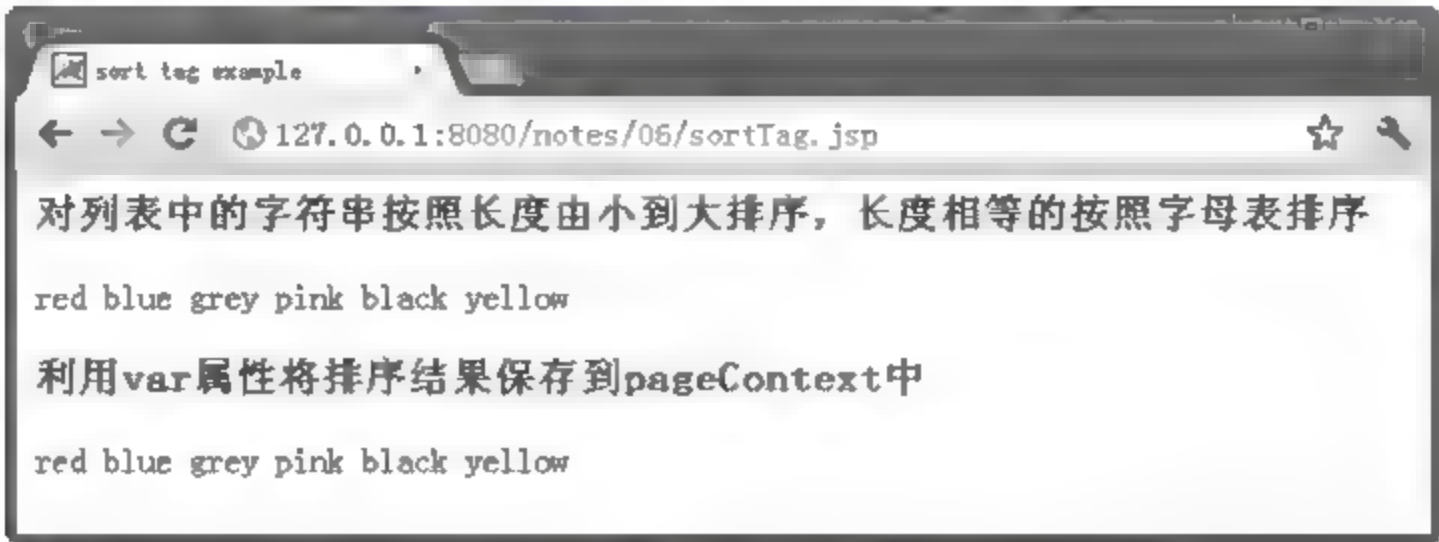 sort tag example
127.0.0.1:8080/notes/06/sortTag.jsp
对列表中的字符串按照长度由小到大排序，长度相等的按照字母表排序
red blue grey pink black yellow
利用var属性将排序结果保存到pageContext中
red blue grey pink black yellow